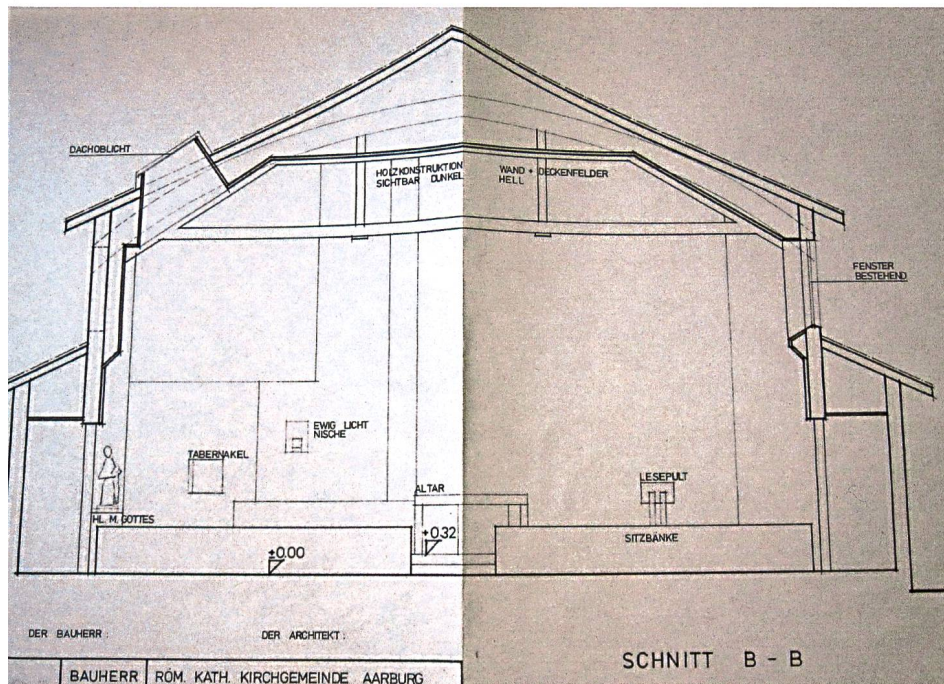 DACHOBLICHT
HOLZKONSTRUKTION
SICHTBAR DUNKEL
WAND + DECKENFELDER
HELL
FENSTER
BESTEHEND
EWIG LICHT
NISCHE
TABERNAKEL
ALTAR
LESEPULT
HL. M. GOTTES
+0.32
SITZBÄNKE
±0.00
DER BAUHERR :
DER ARCHITEKT :
SCHNITT B - B
BAUHERR RÖM. KATH. KIRCHGEMEINDE AARBURG